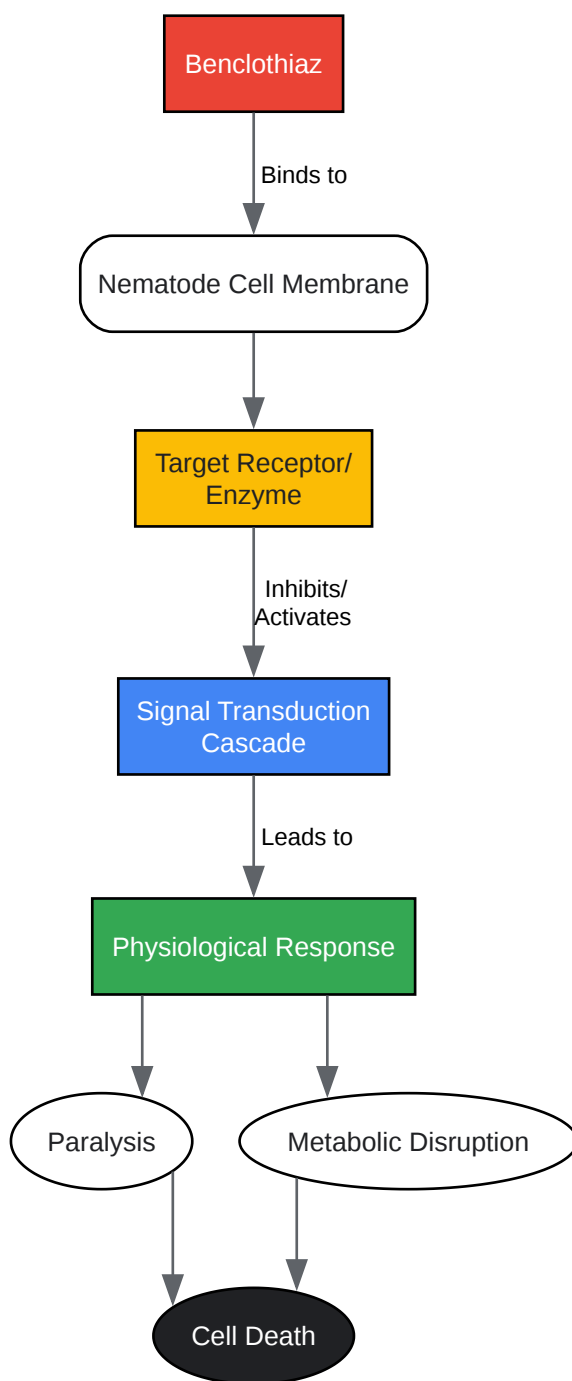 Benclothiaz
Binds to
Nematode Cell Membrane
Target Receptor/
Enzyme
Inhibits/
Activates
Signal Transduction
Cascade
Leads to
Physiological Response
Paralysis
Metabolic Disruption
Cell Death